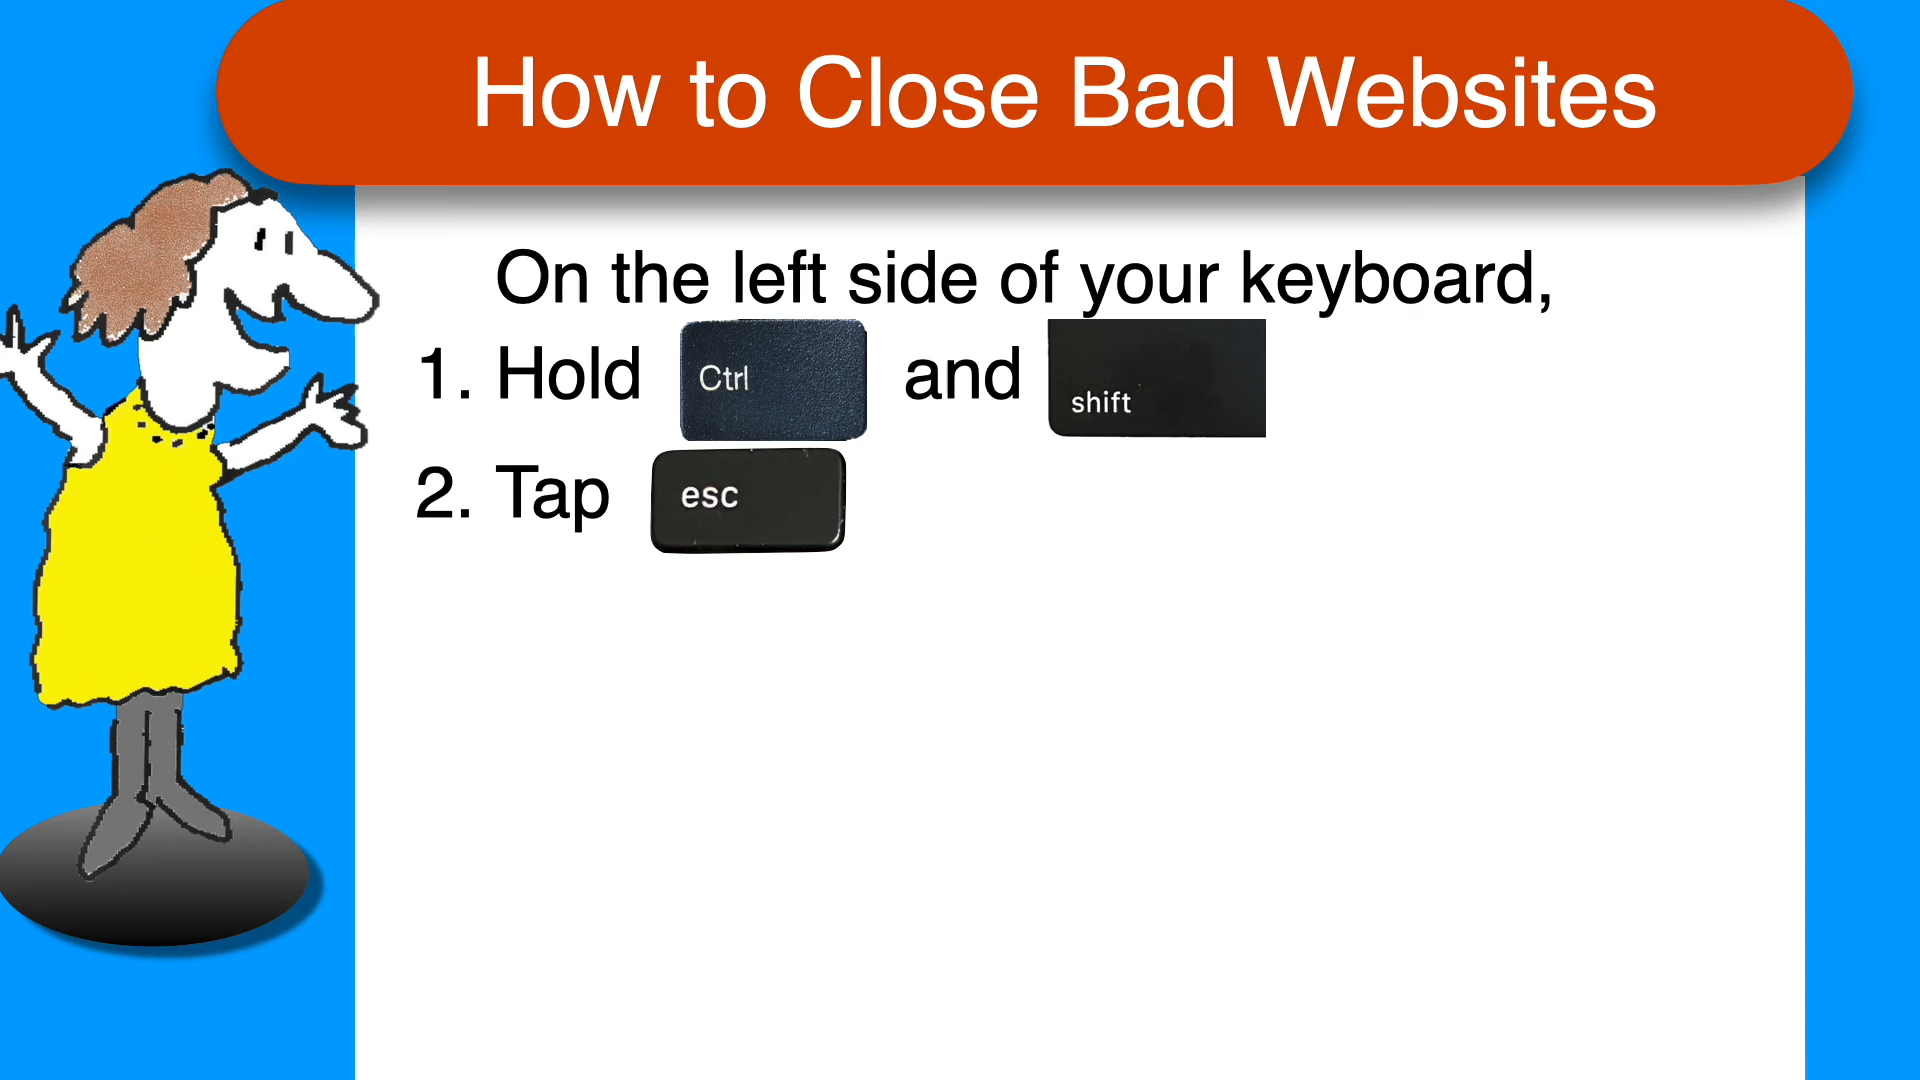 How to Close Bad Websites
On the left side of your keyboard,
1. Hold Ctrl and shift
2. Tap esc